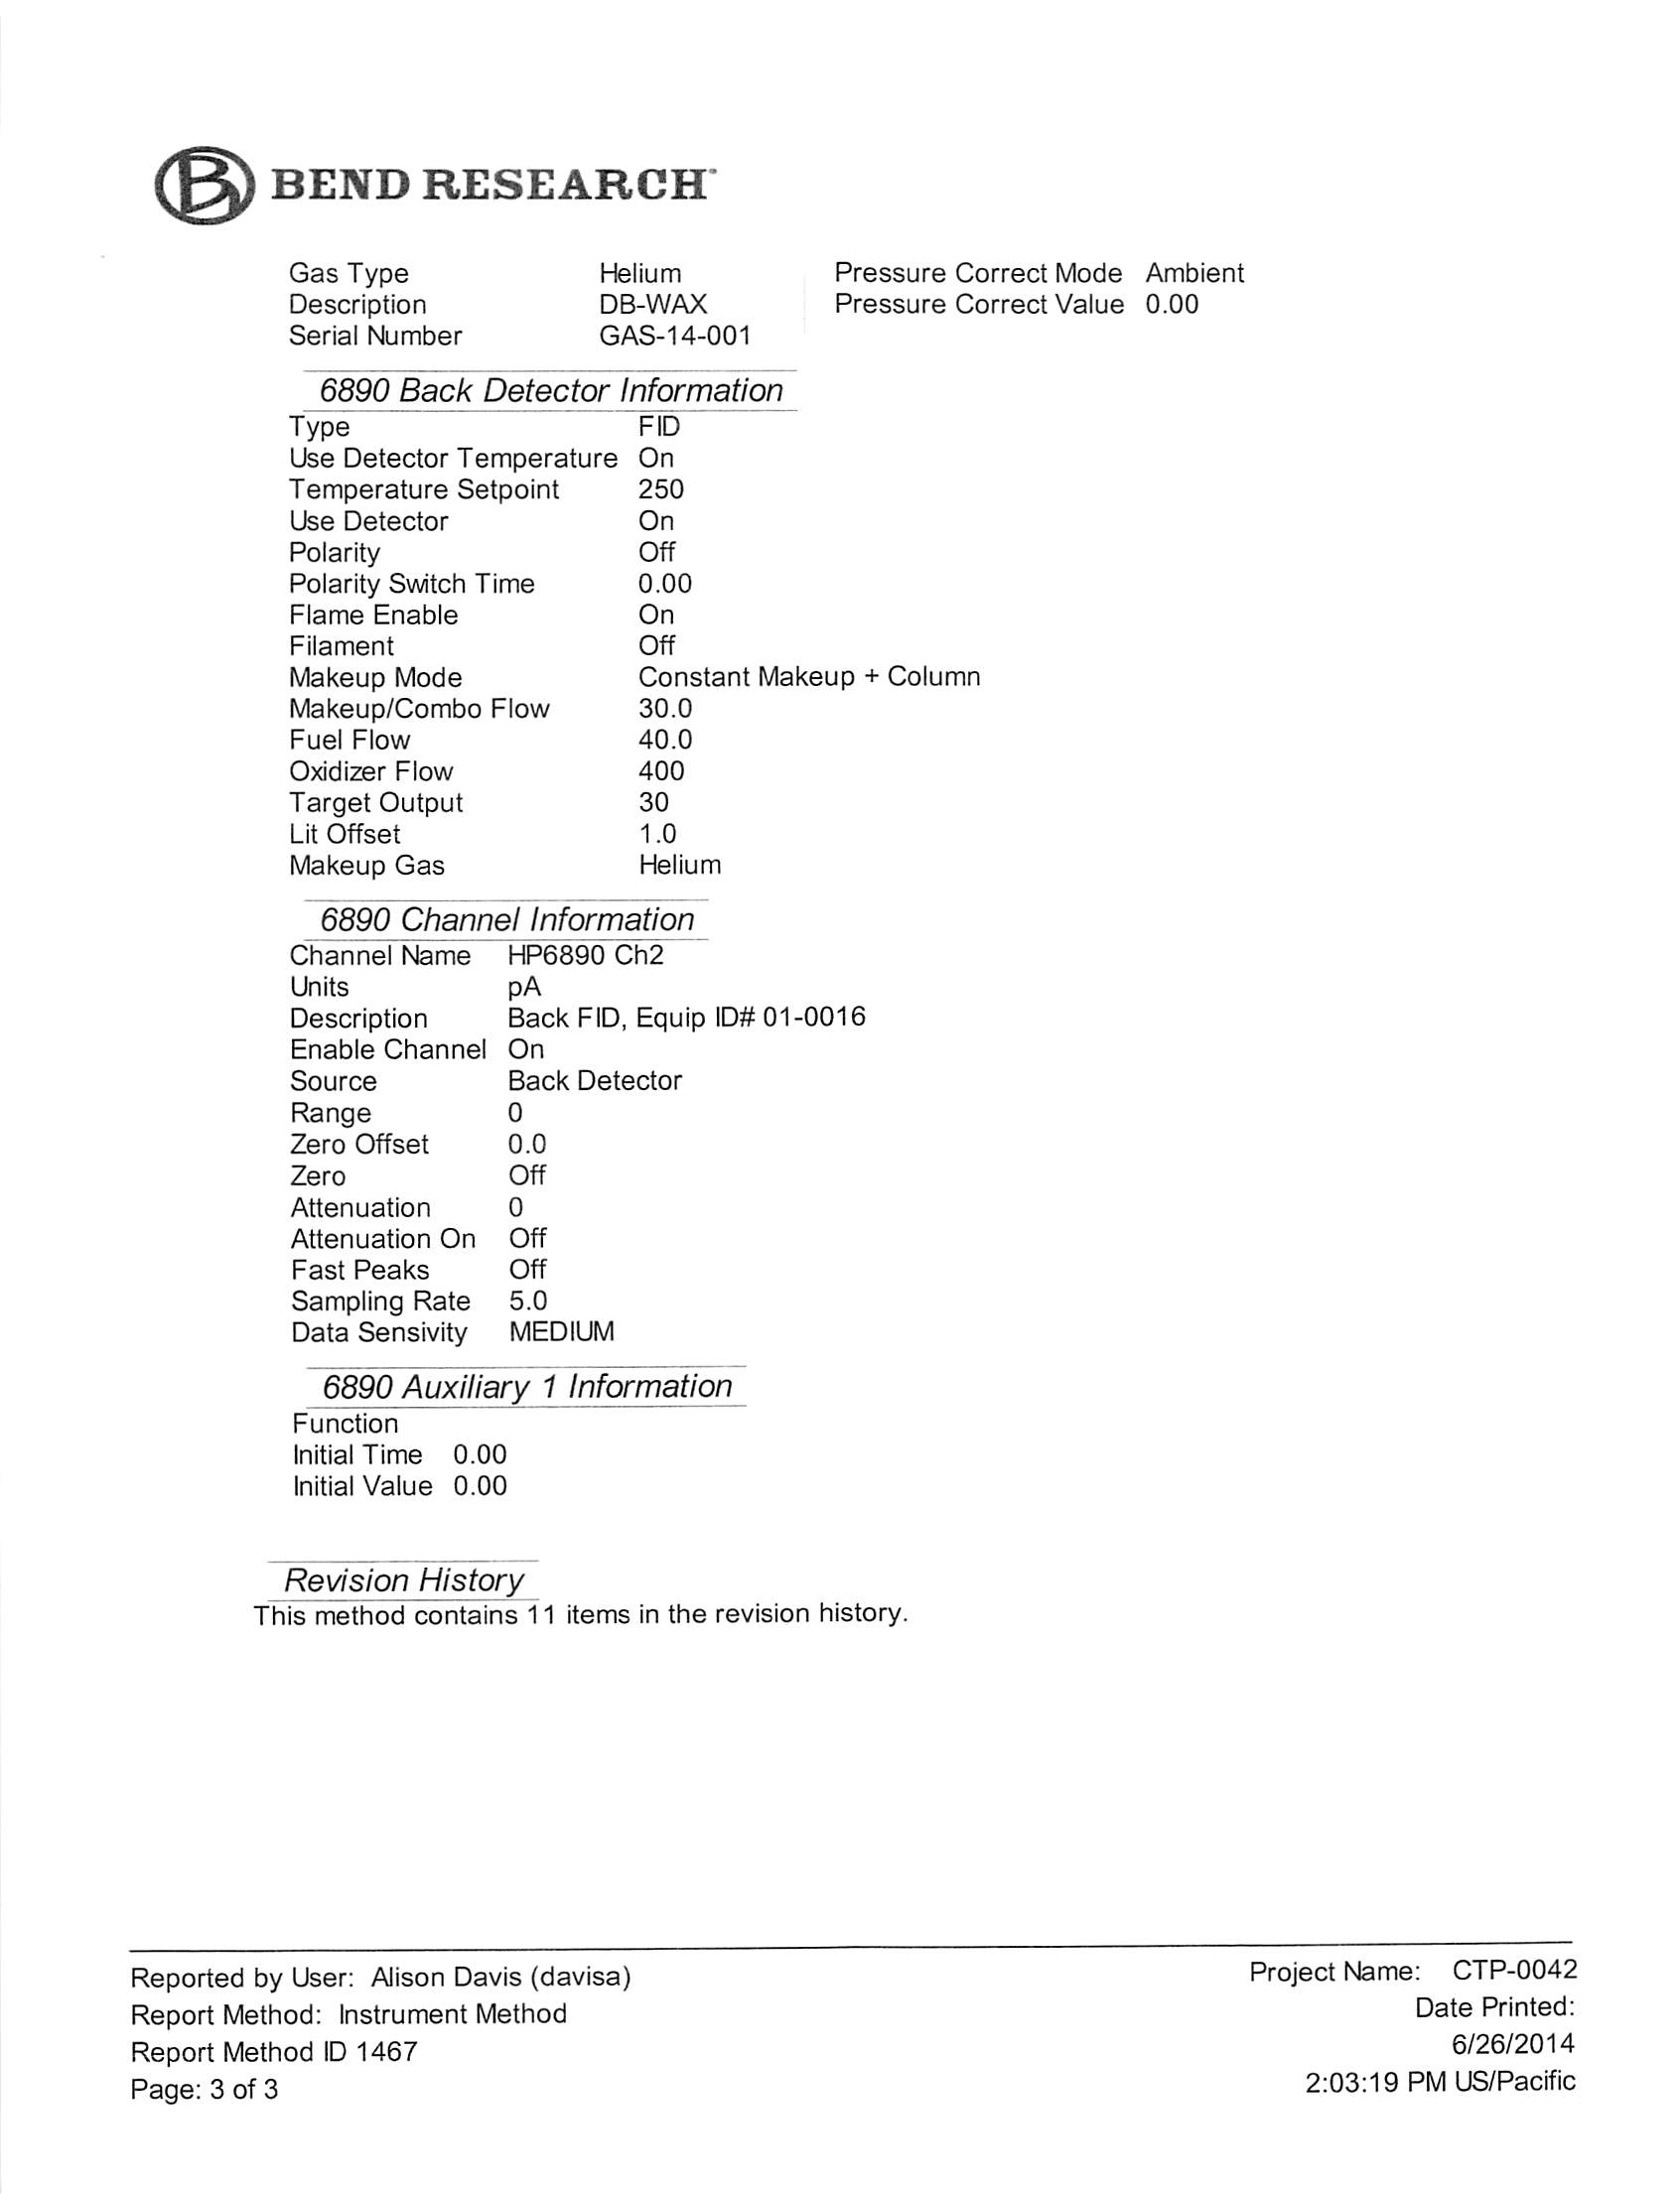 BEND RESEARCH
Gas Type Helium Pressure Correct Mode Ambient
Description DB-WAX Pressure Correct Value 0.00
Serial Number GAS-14-001
6890 Back Detector Information
Type FID
Use Detector Temperature On
Temperature Setpoint 250
Use Detector On
Polarity Off
Polarity Switch Time 0.00
Flame Enable On
Filament Off
Makeup Mode Constant Makeup + Column
Makeup/Combo Flow 30.0
Fuel Flow 40.0
Oxidizer Flow 400
Target Output 30
Lit Offset 1.0
Makeup Gas Helium
6890 Channel Information
Channel Name HP6890 Ch2
Units pA
Description Back FID, Equip ID# 01-0016
Enable Channel On
Source Back Detector
Range 0
Zero Offset 0.0
Zero Off
Attenuation 0
Attenuation On Off
Fast Peaks Off
Sampling Rate 5.0
Data Sensivity MEDIUM
6890 Auxiliary 1 Information
Function
Initial Time 0.00
Initial Value 0.00
Revision History
This method contains 11 items in the revision history.
Reported by User: Alison Davis (davisa)
Report Method: Instrument Method
Report Method ID 1467
Page: 3 of 3
Project Name: CTP-0042
Date Printed:
6/26/2014
2:03:19 PM US/Pacific